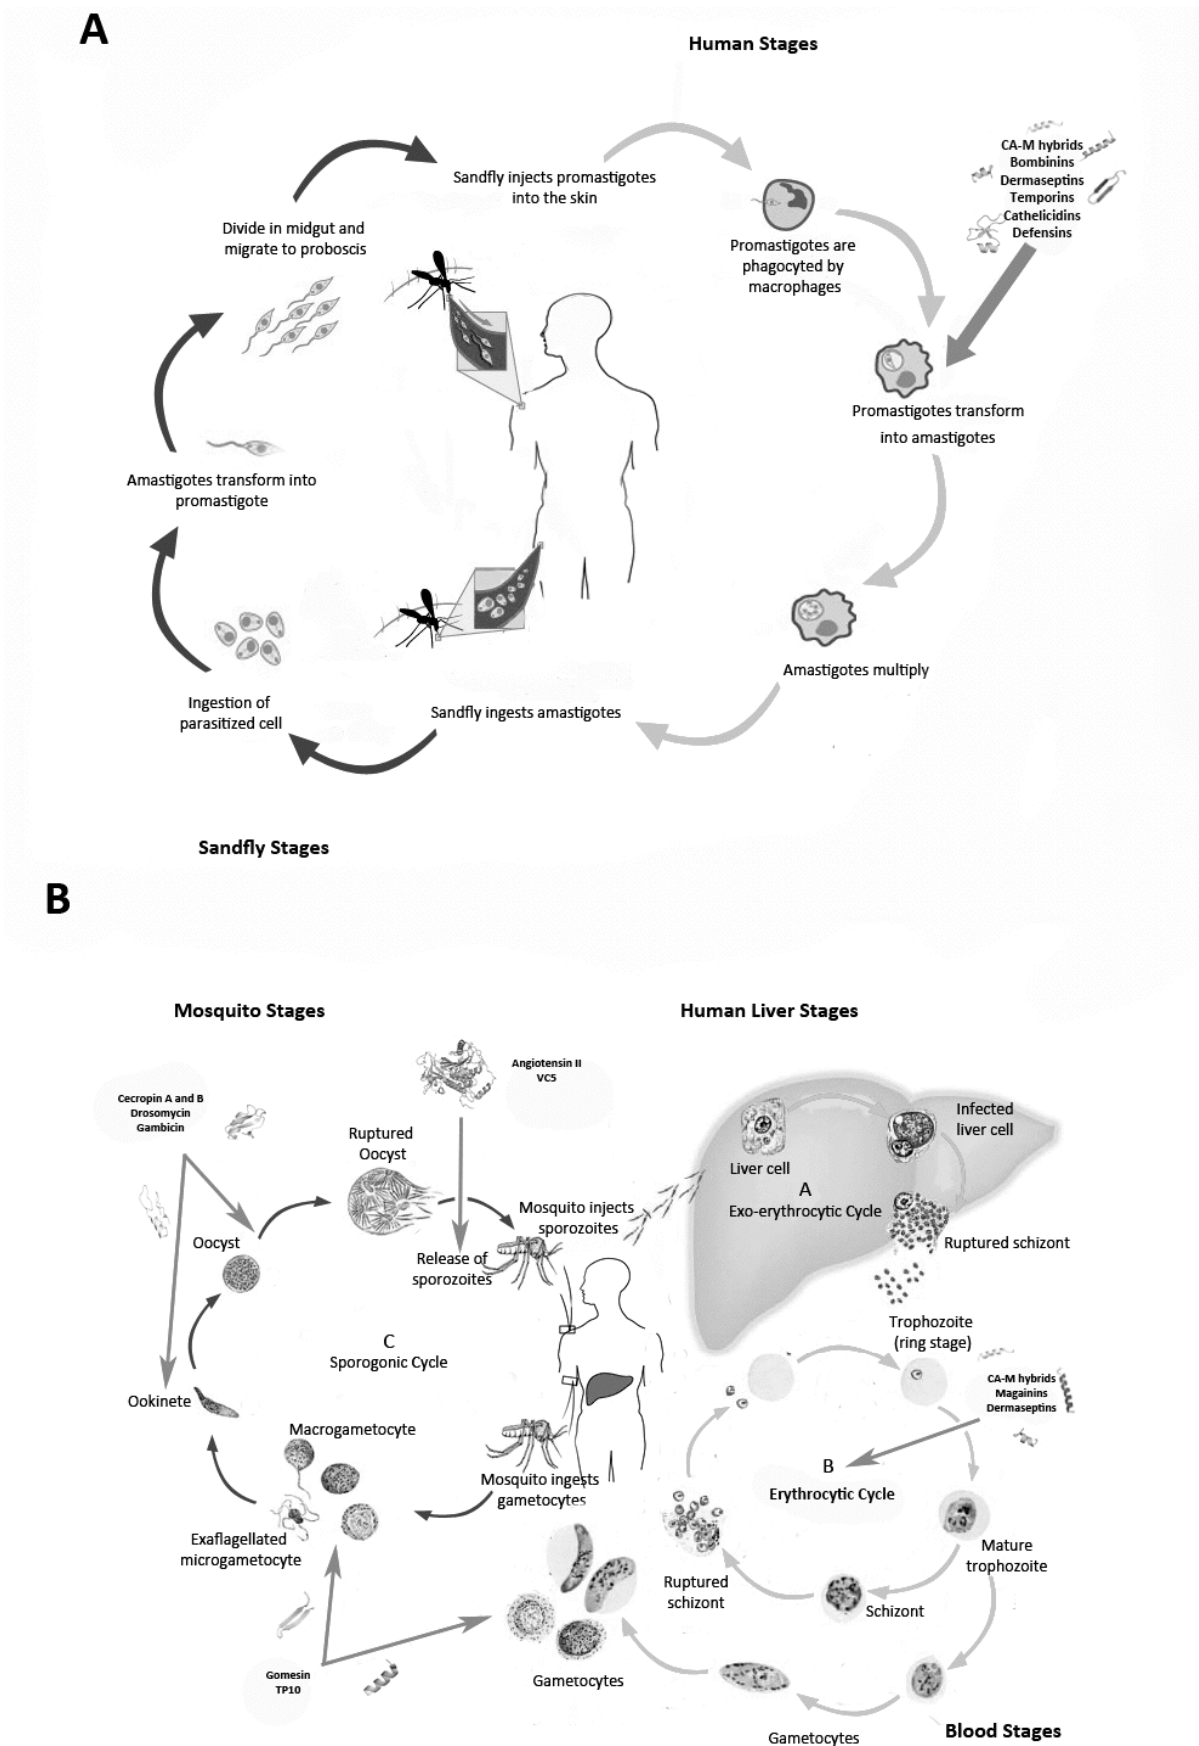 A
Human Stages
CA-M hybrids
Bombinins
Dermaseptins
Temporins
Cathelicidins
Defensins
Sandfly injects promastigotes
into the skin
Divide in midgut and
migrate to proboscis
Promastigotes are
phagocyted by
macrophages
Promastigotes transform
into amastigotes
Amastigotes transform into
promastigote
Amastigotes multiply
Ingestion of
parasitized cell
Sandfly ingests amastigotes
Sandfly Stages
B
Mosquito Stages
Human Liver Stages
Angiotensin II
VC5
Cecropin A and B
Drosomycin
Gambicin
Ruptured
Oocyst
Infected
liver cell
Liver cell
A
Exo-erythrocytic Cycle
Mosquito injects
sporozoites
Oocyst
Release of
sporozoites
Ruptured schizont
Trophozoite
(ring stage)
C
Sporogonic Cycle
CA-M hybrids
Magainins
Dermaseptins
Ookinete
Macrogametocyte
B
Erythrocytic Cycle
Mosquito ingests
gametocytes
Exaflagellated
microgametocyte
Mature
trophozoite
Ruptured
schizont
Schizont
Gomesin
TP10
Gametocytes
Gametocytes
Blood Stages